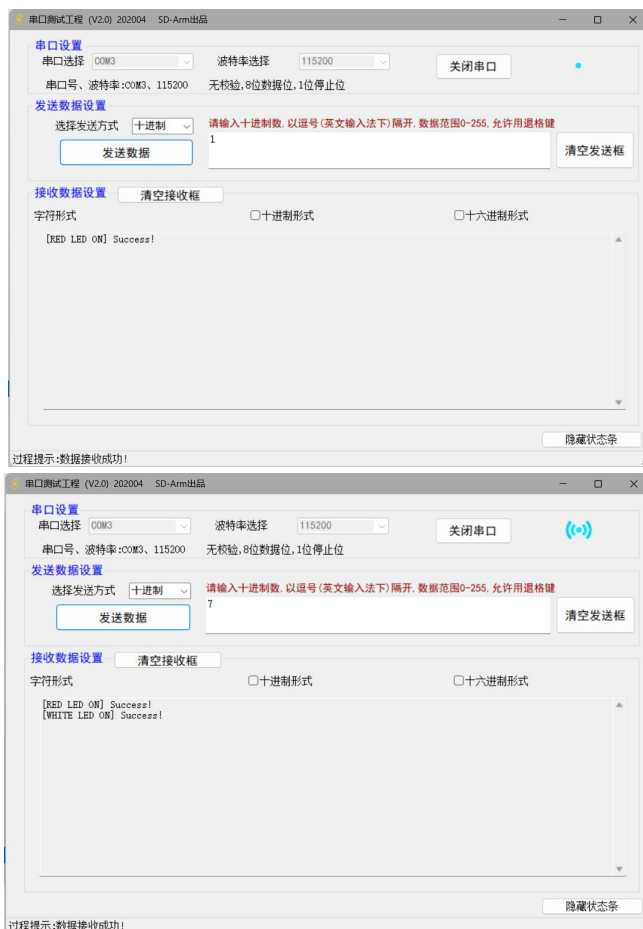 串口测试工程 (V2.0) 202004 SD-Arm出品
串口设置
串口选择 COM3 波特率选择 115200 关闭串口
串口号、波特率:COM3、115200 无校验,8位数据位,1位停止位
发送数据设置
选择发送方式 十进制 请输入十进制数,以逗号(英文输入法下)隔开,数据范围0-255,允许用退格键
1
发送数据 清空发送框
接收数据设置 清空接收框
字符形式 十进制形式 十六进制形式
[RED LED ON] Success!
隐藏状态条
过程提示:数据接收成功!
串口测试工程 (V2.0) 202004 SD-Arm出品
串口设置
串口选择 COM3 波特率选择 115200 关闭串口
串口号、波特率:COM3、115200 无校验,8位数据位,1位停止位
发送数据设置
选择发送方式 十进制 请输入十进制数,以逗号(英文输入法下)隔开,数据范围0-255,允许用退格键
7
发送数据 清空发送框
接收数据设置 清空接收框
字符形式 十进制形式 十六进制形式
[RED LED ON] Success!
[WHITE LED ON] Success!
隐藏状态条
过程提示:数据接收成功!